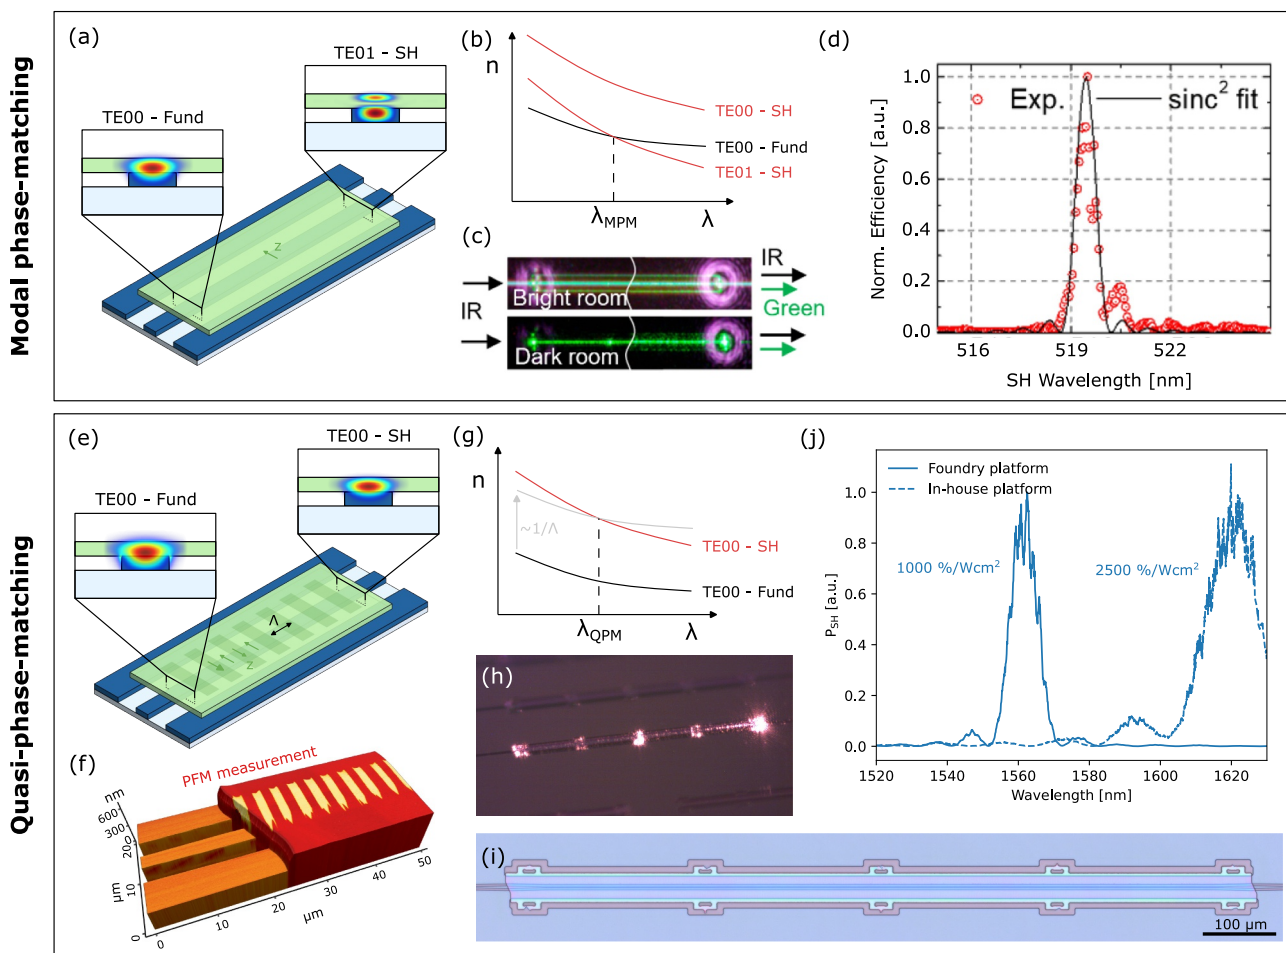 Modal phase-matching
(a)
TE00 - Fund
TE01 - SH
z
(b)
n
TE00 - SH
TE00 - Fund
TE01 - SH
λMPM
λ
(c)
IR
Bright room
IR
Green
IR
Dark room
(d)
Norm. Efficiency [a.u.]
1.0
0.8
0.6
0.4
0.2
0.0
Exp.
sinc² fit
516
519
522
SH Wavelength [nm]
Quasi-phase-matching
(e)
TE00 - Fund
TE00 - SH
Λ
z
(f)
PFM measurement
nm
600
300
0
20
10
0
μm
0
10
20
30
40
50
μm
(g)
n
~1/Λ
TE00 - SH
TE00 - Fund
λQPM
λ
(h)
(i)
100 μm
(j)
Foundry platform
In-house platform
1000 %/Wcm²
2500 %/Wcm²
PSH [a.u.]
1.0
0.8
0.6
0.4
0.2
0.0
1520
1540
1560
1580
1600
1620
Wavelength [nm]